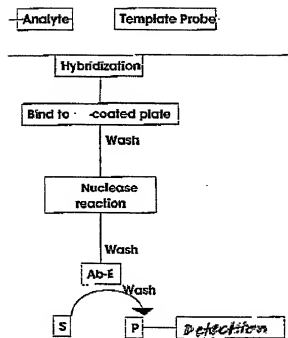 Analyte Template Probe
Hybridization
Bind to -coated plate
Wash
Nuclease
reaction
Wash
Ab-E
Wash
S P Detection